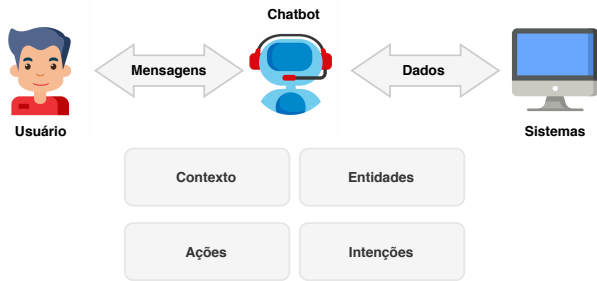 Chatbot
Mensagens
Dados
Usuário
Sistemas
Contexto
Entidades
Ações
Intenções